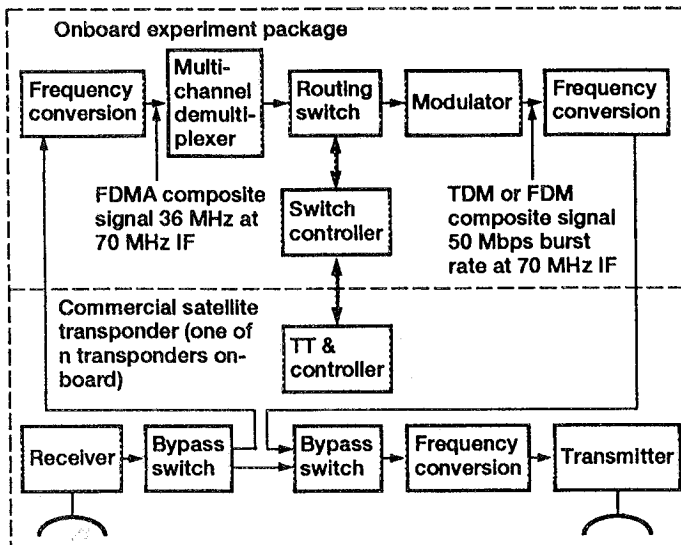 Onboard experiment package
Frequency
conversion
Multi-
channel
demulti-
plexer
Routing
switch
Modulator
Frequency
conversion
FDMA composite
signal 36 MHz at
70 MHz IF
Switch
controller
TDM or FDM
composite signal
50 Mbps burst
rate at 70 MHz IF
Commercial satellite
transponder (one of
n transponders on-
board)
TT &
controller
Receiver
Bypass
switch
Bypass
switch
Frequency
conversion
Transmitter